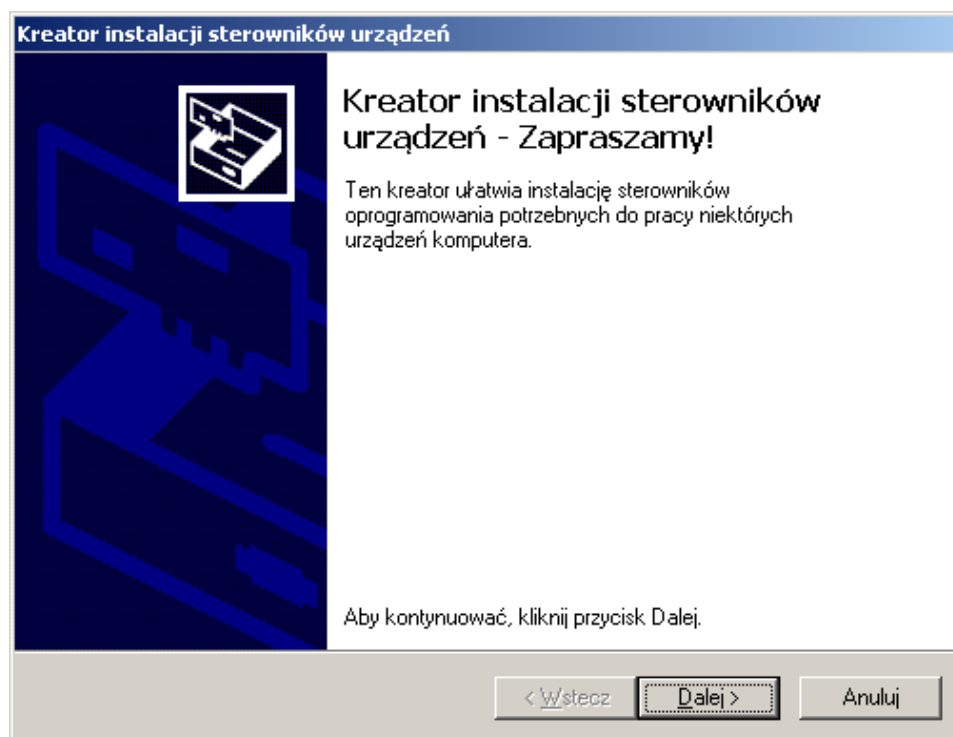 Kreator instalacji sterowników urządzeń
Kreator instalacji sterowników
urządzeń - Zapraszamy!
Ten kreator ułatwia instalację sterowników
oprogramowania potrzebnych do pracy niektórych
urządzeń komputera.
Aby kontynuować, kliknij przycisk Dalej.
< Wstecz
Dalej >
Anuluj